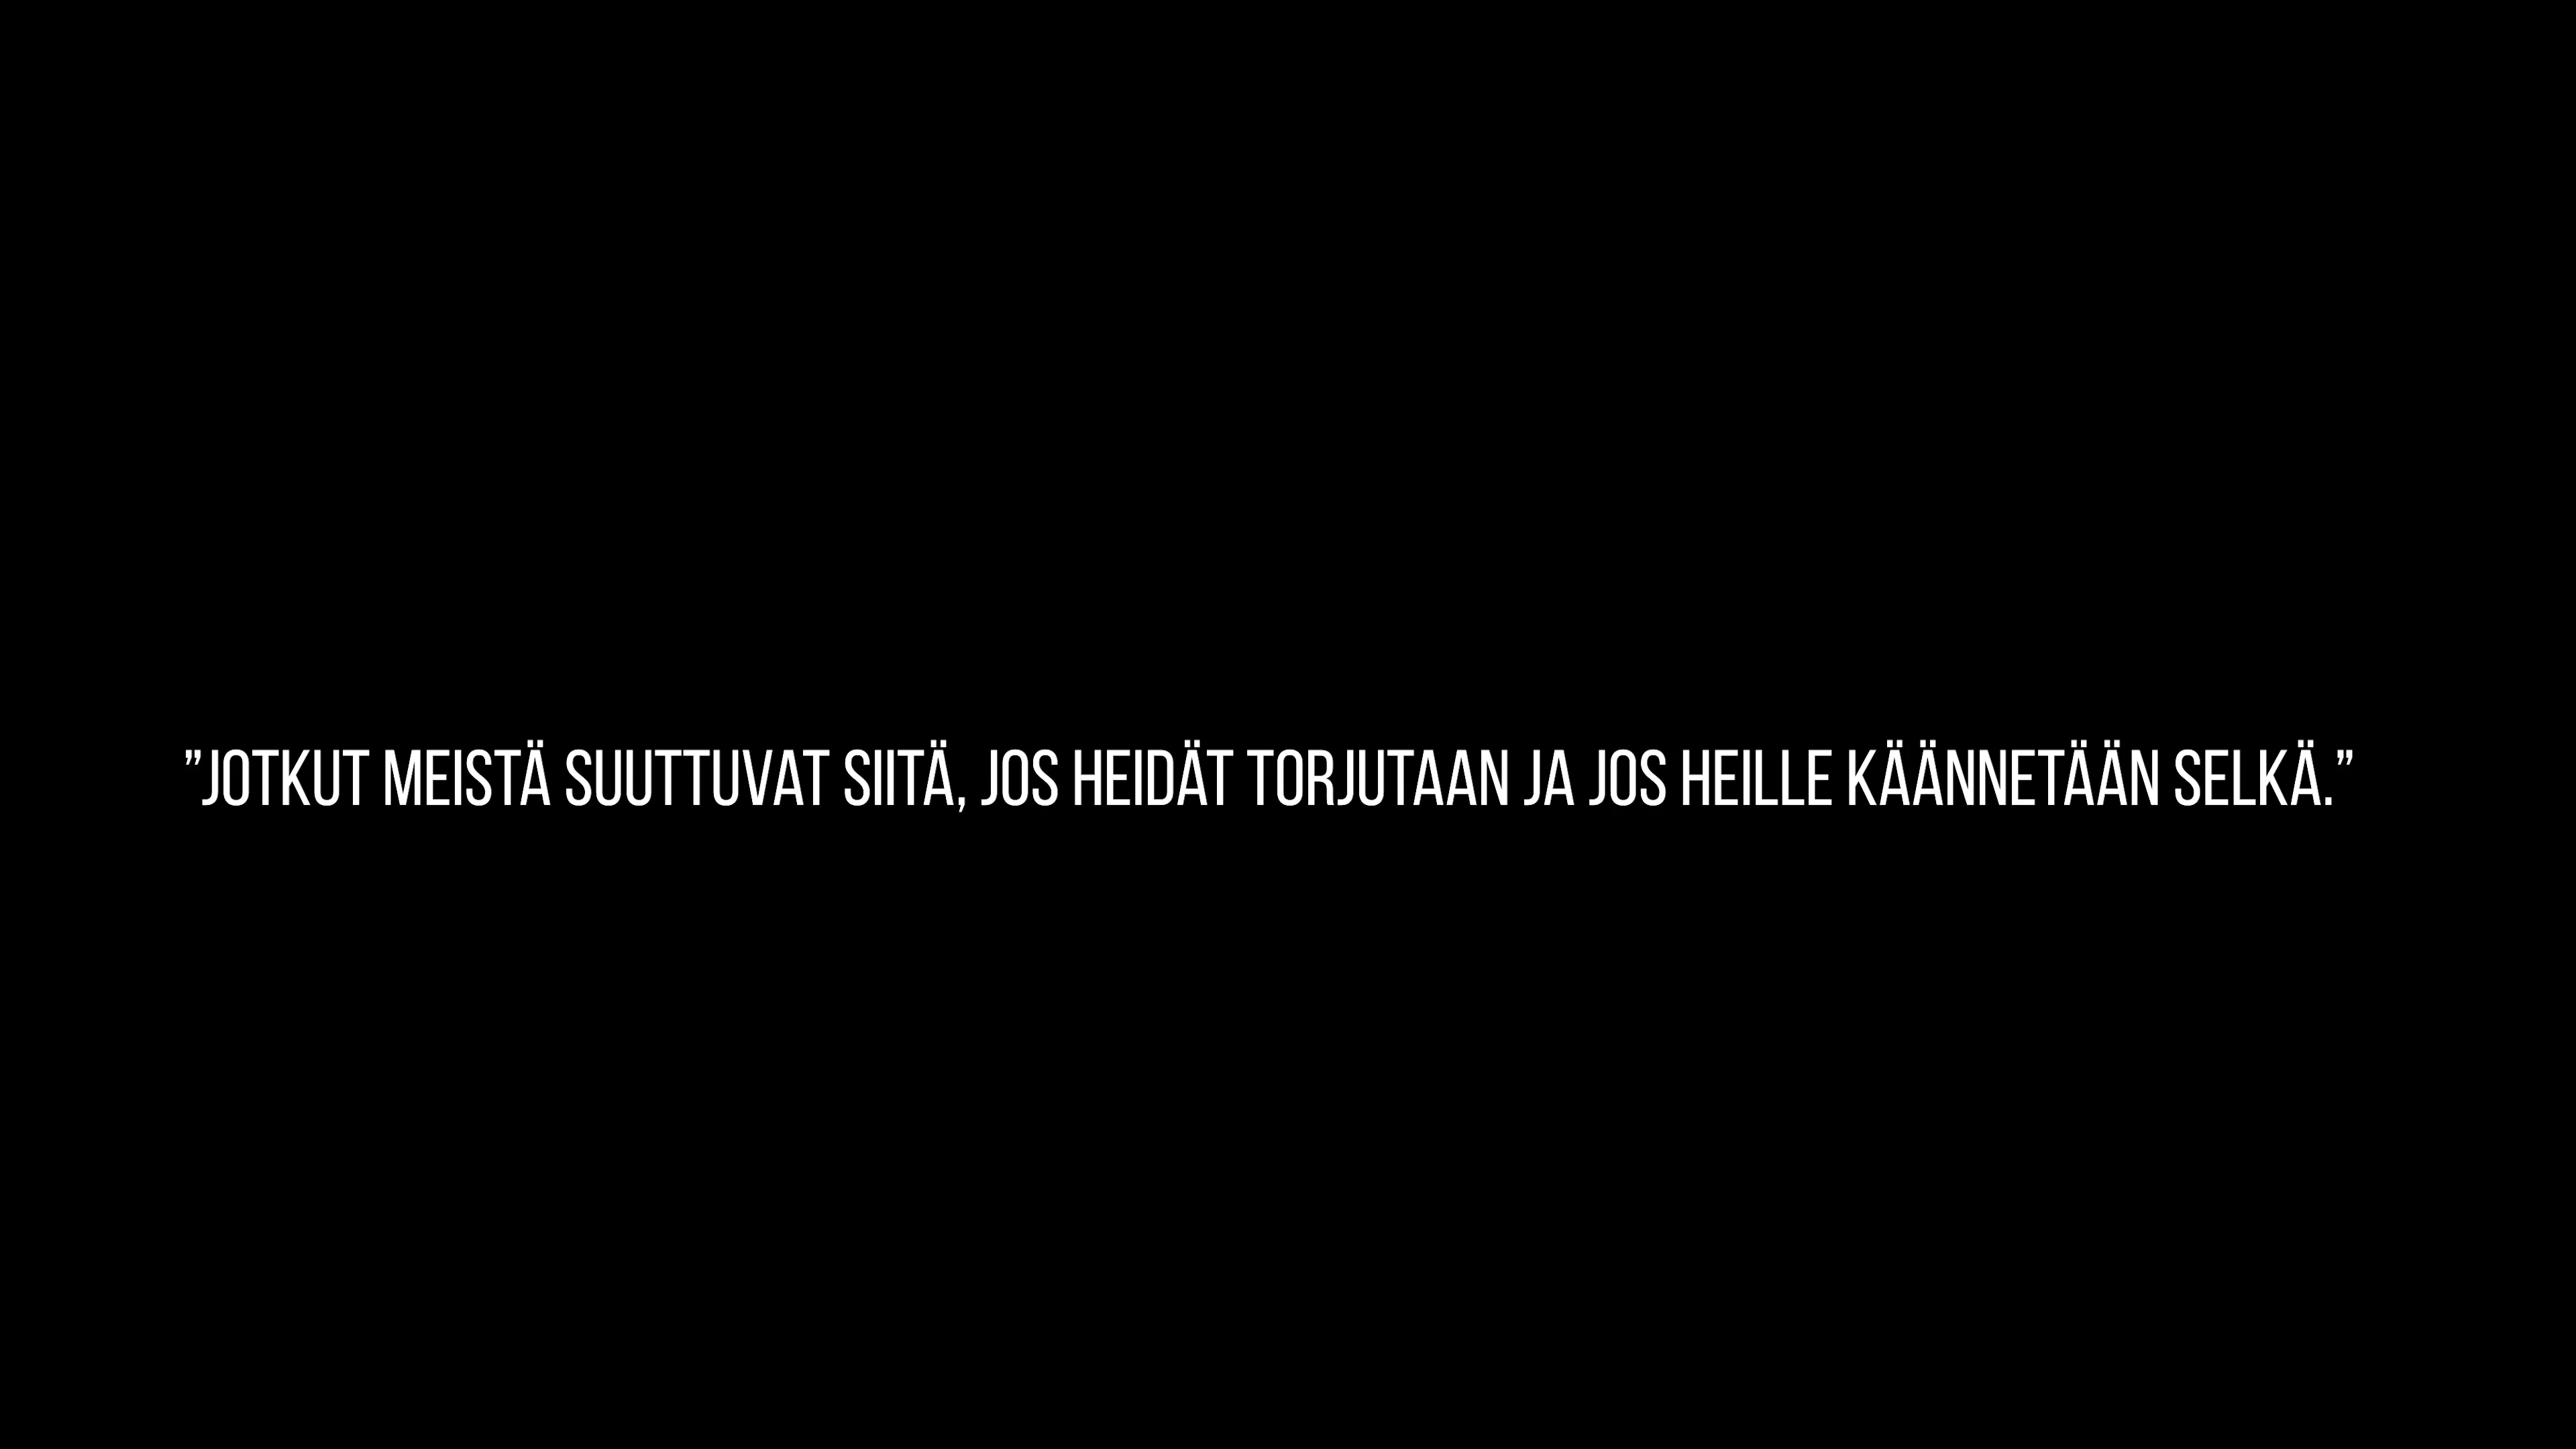 ”JOTKUT MEISTÄ SUUTTUVAT SIITÄ, JOS HEIDÄT TORJUTAAN JA JOS HEILLE KÄÄNNETÄÄN SELKÄ.”